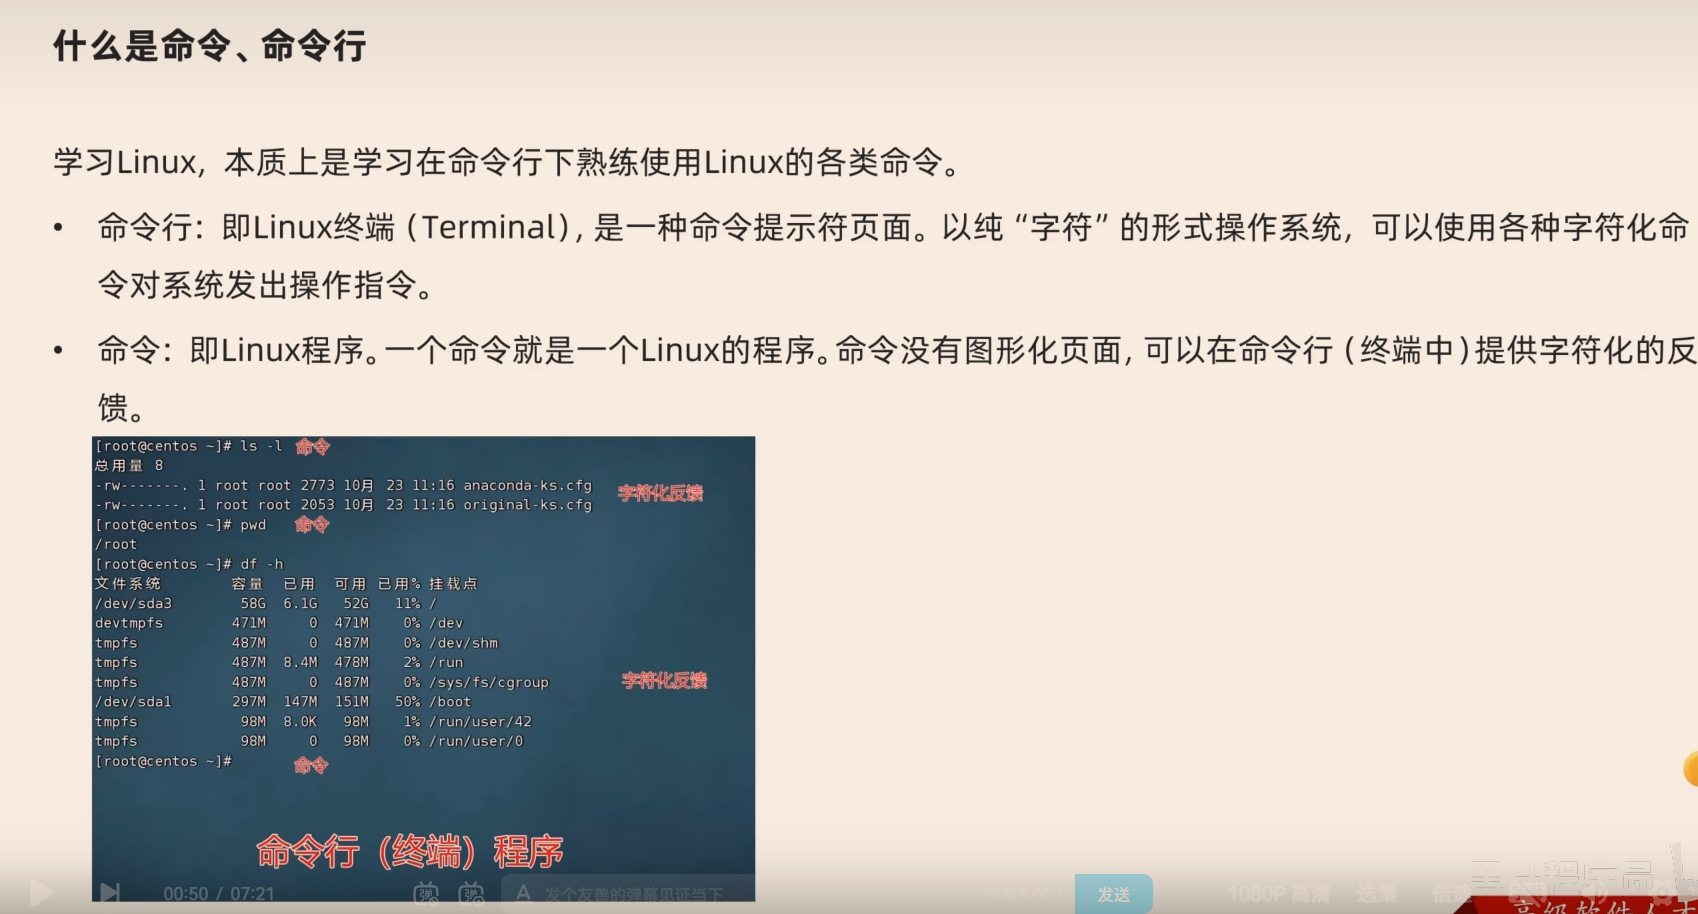 什么是命令、命令行
学习Linux，本质上是学习在命令行下熟练使用Linux的各类命令。
• 命令行：即Linux终端（Terminal），是一种命令提示符页面。以纯“字符”的形式操作系统，可以使用各种字符化命
令对系统发出操作指令。
• 命令：即Linux程序。一个命令就是一个Linux的程序。命令没有图形化页面，可以在命令行（终端中）提供字符化的反
馈。
[root@centos ~]# ls -l 命令
总用量 8
-rw-------. 1 root root 2773 10月 23 11:16 anaconda-ks.cfg
字符化反馈
-rw-------. 1 root root 2053 10月 23 11:16 original-ks.cfg
[root@centos ~]# pwd 命令
/root
[root@centos ~]# df -h
文件系统 容量 已用 可用 已用% 挂载点
/dev/sda3 58G 6.1G 52G 11% /
devtmpfs 471M 0 471M 0% /dev
tmpfs 487M 0 487M 0% /dev/shm
tmpfs 487M 8.4M 478M 2% /run
tmpfs 487M 0 487M 0% /sys/fs/cgroup 字符化反馈
/dev/sda1 297M 147M 151M 50% /boot
tmpfs 98M 8.0K 98M 1% /run/user/42
tmpfs 98M 0 98M 0% /run/user/0
[root@centos ~]# 命令
命令行（终端）程序
00:50 / 07:21 弹 弹 A 发个友善的弹幕见证当下 弹幕礼仪 › 发送 1080P 高清 选集 倍速
程序员
高级软件人才